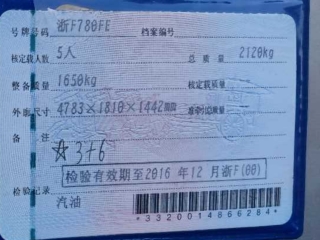 号牌号码 浙F780FE 档案编号
核定载人数 5人 总质量 2120kg
整备质量 1650kg 核定载质量
外廓尺寸 4783×1810×1442mm 准牵引总质量
备注
☆3+6
检验有效期至2016年12月浙F(00)
检验记录
汽油
*3320014866284*